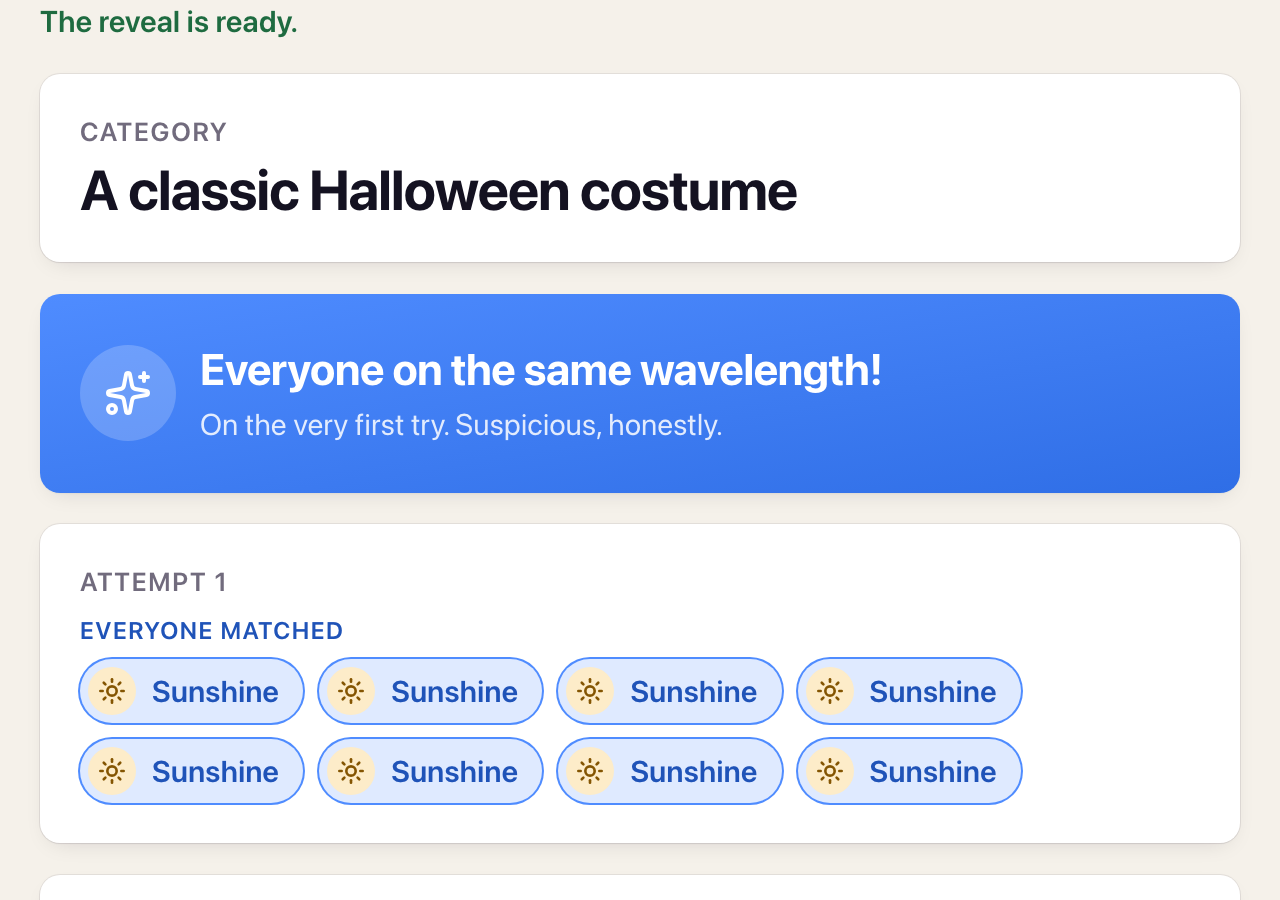 The reveal is ready.
CATEGORY
A classic Halloween costume
Everyone on the same wavelength!
On the very first try. Suspicious, honestly.
ATTEMPT 1
EVERYONE MATCHED
Sunshine Sunshine Sunshine Sunshine
Sunshine Sunshine Sunshine Sunshine